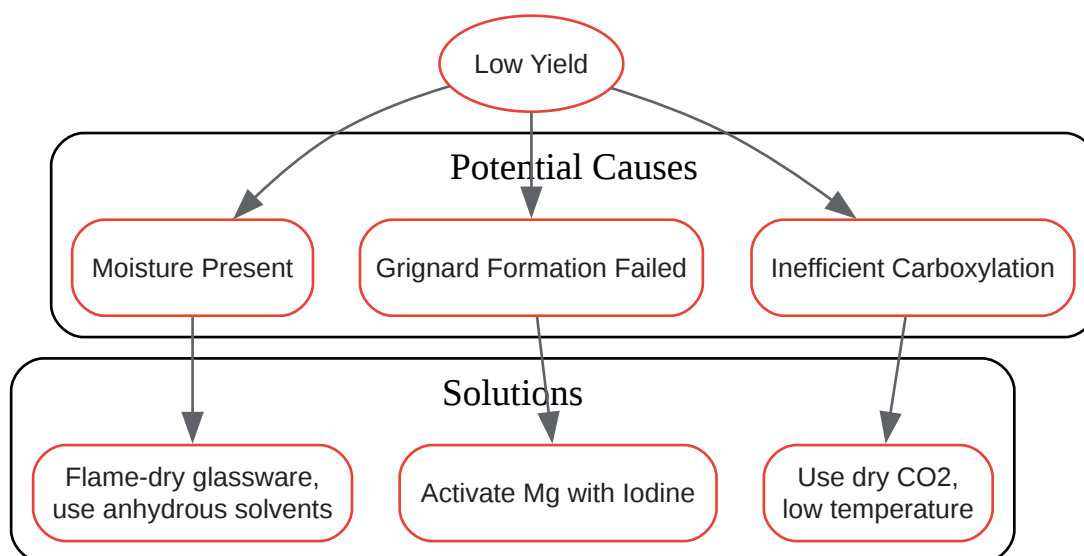 Low Yield
Potential Causes
Moisture Present
Grignard Formation Failed
Inefficient Carboxylation
Solutions
Flame-dry glassware,
use anhydrous solvents
Activate Mg with Iodine
Use dry CO2,
low temperature